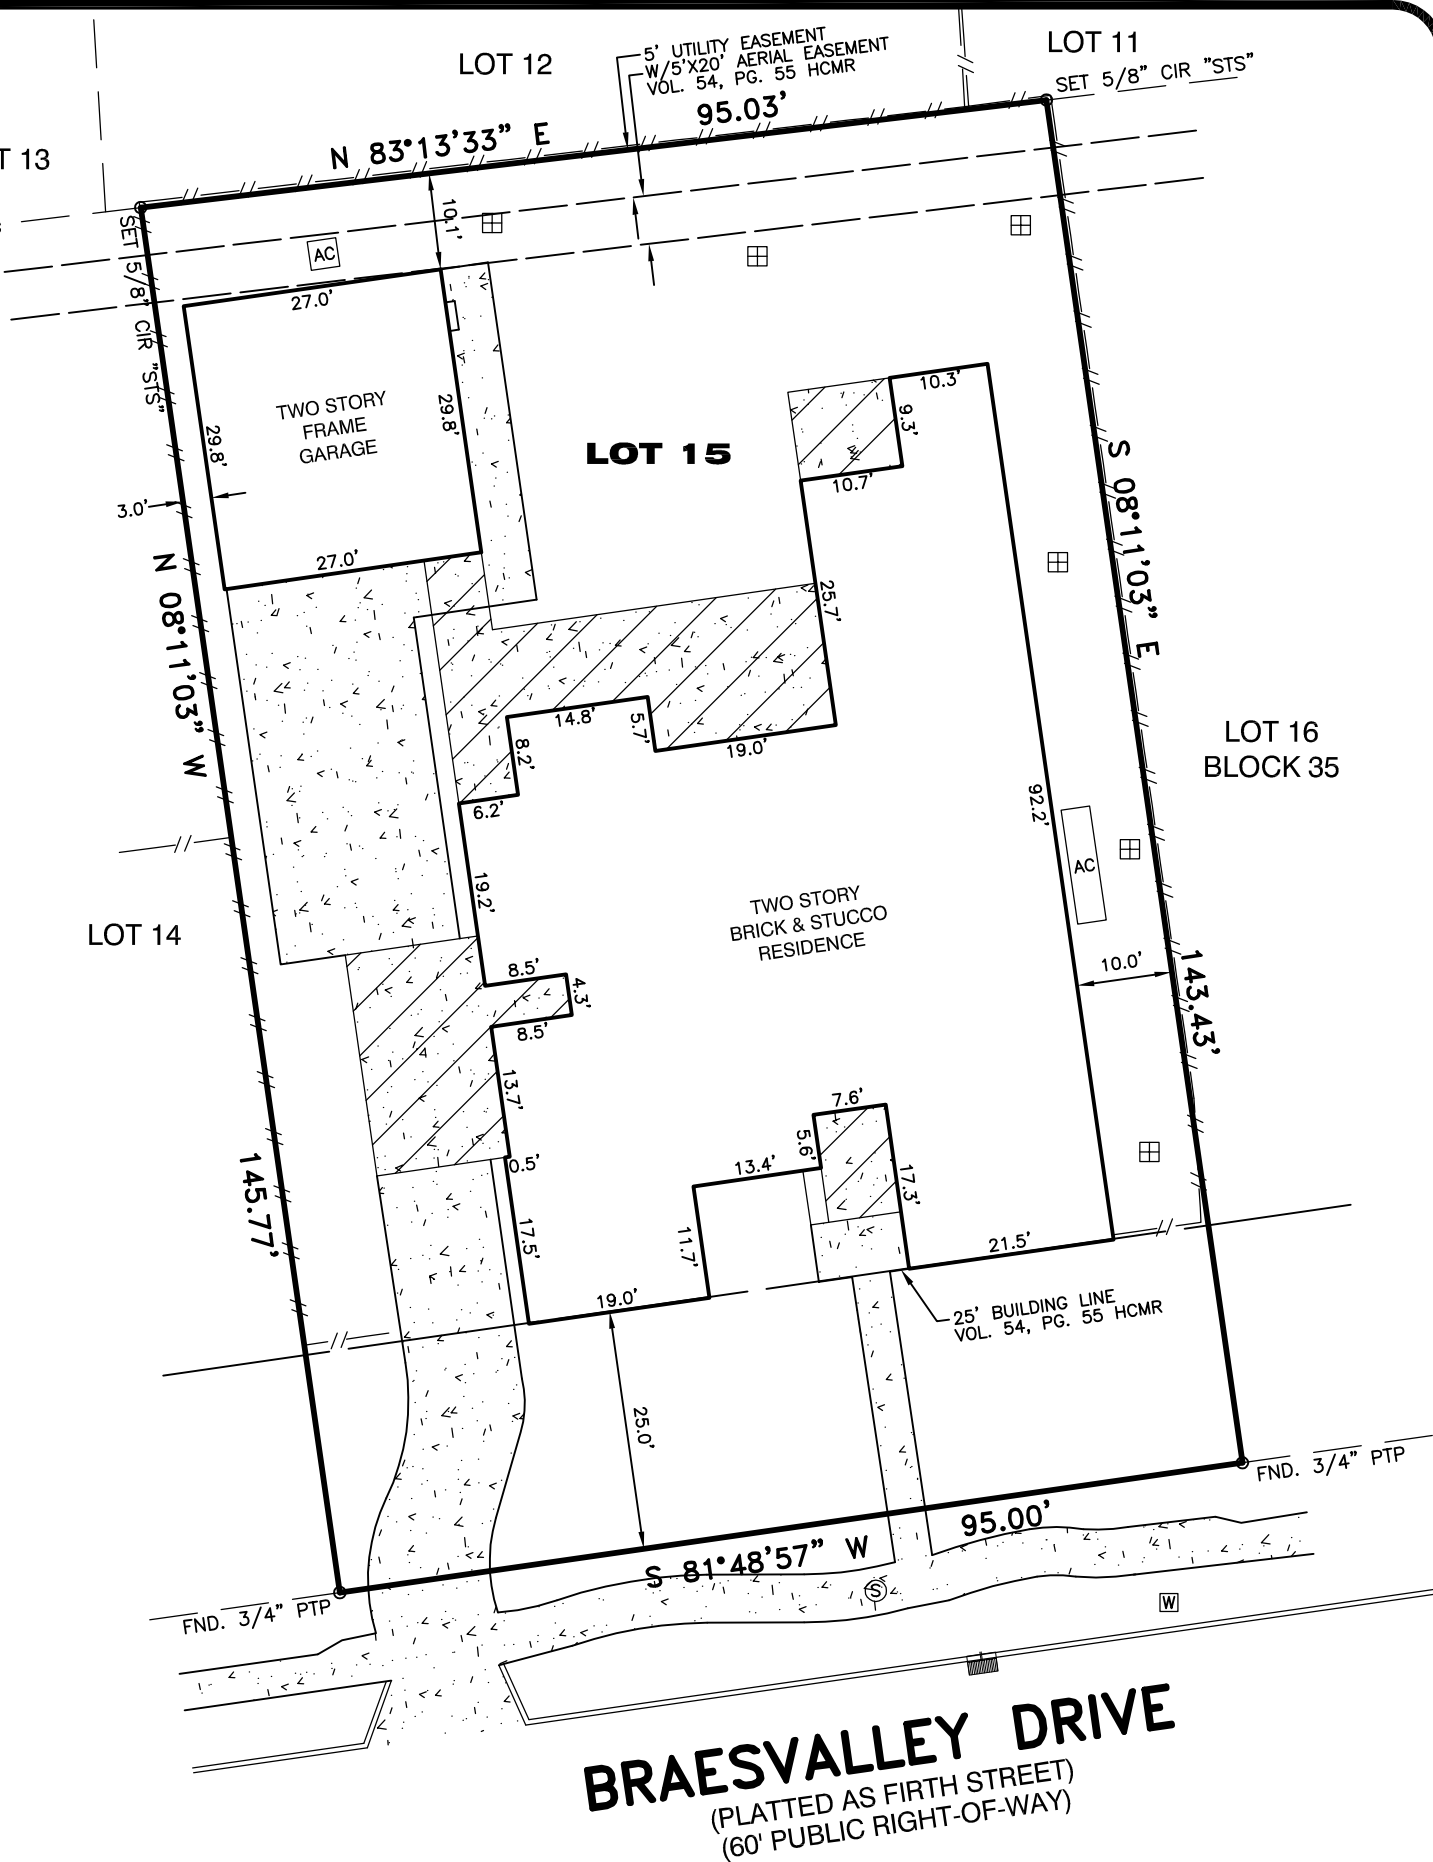 LOT 12
5' UTILITY EASEMENT
W/5'X20' AERIAL EASEMENT
VOL. 54, PG. 55 HCMR
LOT 11
SET 5/8" CIR "STS"
95.03'
N 83°13'33" E
T 13
SET 5/8" CIR "STS"
10.1'
AC
27.0'
TWO STORY
FRAME
GARAGE
29.8'
29.8'
3.0'
27.0'
LOT 15
10.3'
9.3'
10.7'
25.7'
S 08°11'03" E
N 08°11'03" W
14.8'
5.7'
19.0'
8.2'
6.2'
LOT 16
BLOCK 35
92.2'
AC
19.2'
TWO STORY
BRICK & STUCCO
RESIDENCE
LOT 14
8.5'
4.3'
8.5'
10.0'
143.43'
13.7'
7.6'
5.6'
0.5'
13.4'
17.3'
145.77'
17.5'
11.7'
21.5'
19.0'
25' BUILDING LINE
VOL. 54, PG. 55 HCMR
25.0'
FND. 3/4" PTP
95.00'
S 81°48'57" W
S
W
FND. 3/4" PTP
BRAESVALLEY DRIVE
(PLATTED AS FIRTH STREET)
(60' PUBLIC RIGHT-OF-WAY)